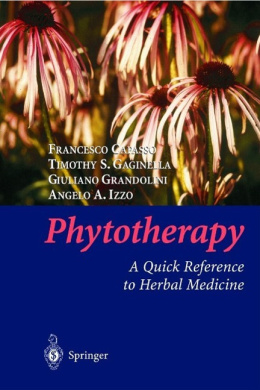 Francesco Capasso
Timothy S. Gaginella
Giuliano Grandolini
Angelo A. Izzo
Phytotherapy
A Quick Reference
to Herbal Medicine
Springer